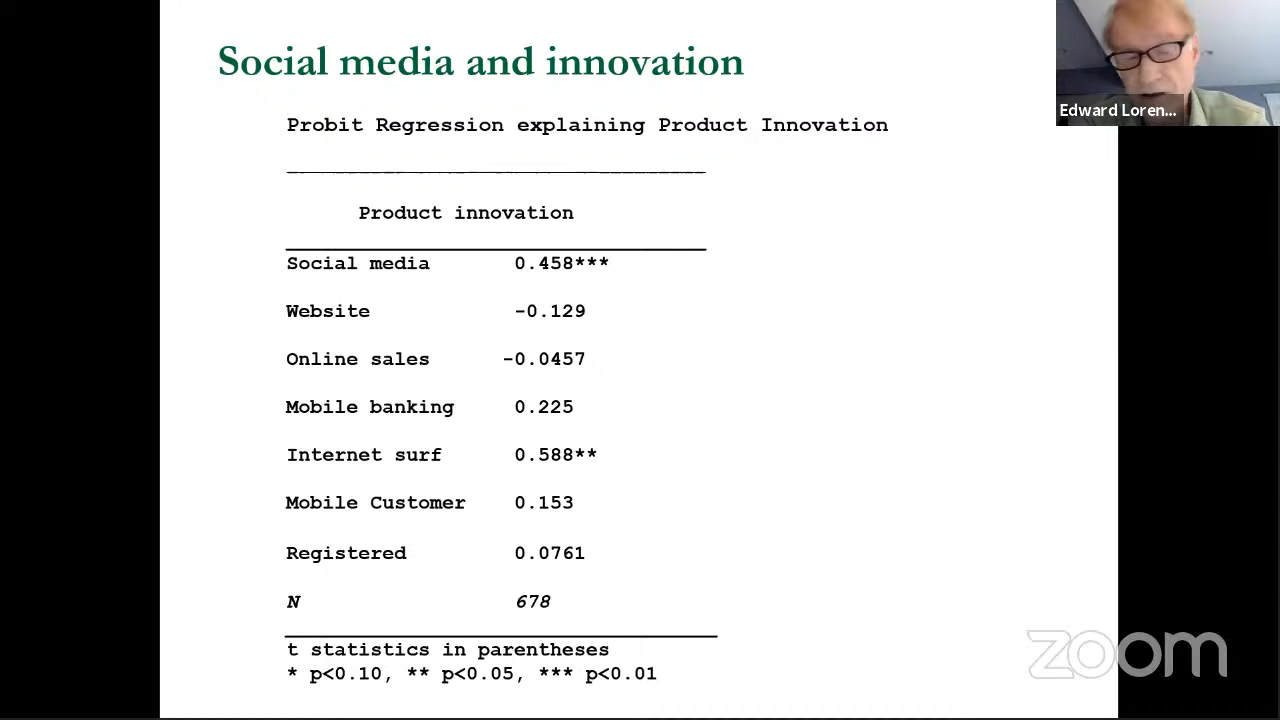 Social media and innovation
Edward Loren...
Probit Regression explaining Product Innovation
Product innovation
Social media 0.458***
Website -0.129
Online sales -0.0457
Mobile banking 0.225
Internet surf 0.588**
Mobile Customer 0.153
Registered 0.0761
N 678
t statistics in parentheses
* p<0.10, ** p<0.05, *** p<0.01
zoom